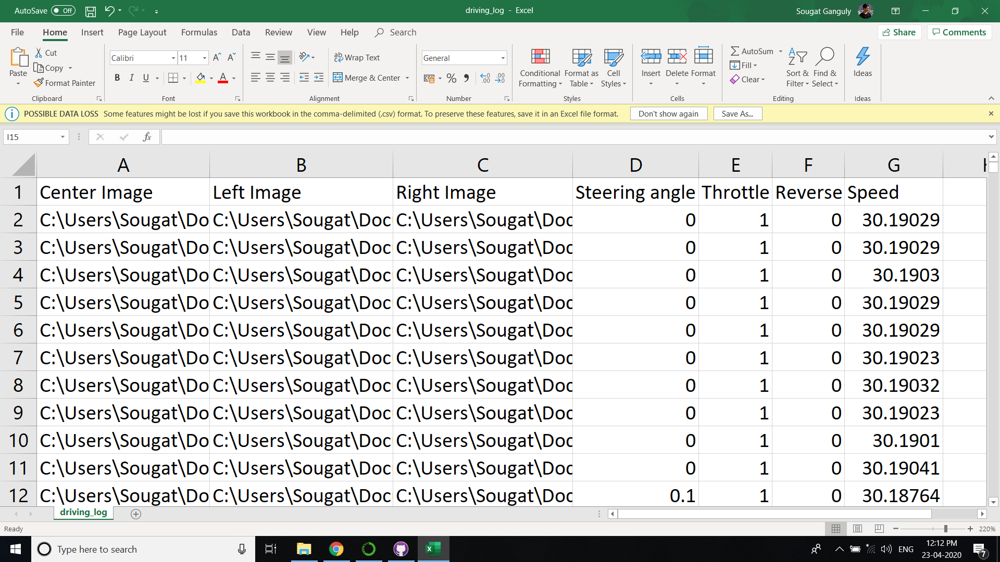 AutoSave Off driving_log - Excel Sougat Ganguly
File Home Insert Page Layout Formulas Data Review View Help Search Share Comments
Paste Cut Copy Format Painter Clipboard
Calibri 11 B I U Font
ab Wrap Text Merge & Center Alignment
General % Number
Conditional Formatting Format as Table Cell Styles Styles
Insert Delete Format Cells
AutoSum Fill Clear Sort & Filter Find & Select Editing
Ideas Ideas
POSSIBLE DATA LOSS Some features might be lost if you save this workbook in the comma-delimited (.csv) format. To preserve these features, save it in an Excel file format. Don't show again Save As...
I15 fx
A B C D E F G
1 Center Image Left Image Right Image Steering angle Throttle Reverse Speed
2 C:\Users\Sougat\Do C:\Users\Sougat\Doc C:\Users\Sougat\Doc 0 1 0 30.19029
3 C:\Users\Sougat\Do C:\Users\Sougat\Doc C:\Users\Sougat\Doc 0 1 0 30.19029
4 C:\Users\Sougat\Do C:\Users\Sougat\Doc C:\Users\Sougat\Doc 0 1 0 30.1903
5 C:\Users\Sougat\Do C:\Users\Sougat\Doc C:\Users\Sougat\Doc 0 1 0 30.19029
6 C:\Users\Sougat\Do C:\Users\Sougat\Doc C:\Users\Sougat\Doc 0 1 0 30.19029
7 C:\Users\Sougat\Do C:\Users\Sougat\Doc C:\Users\Sougat\Doc 0 1 0 30.19023
8 C:\Users\Sougat\Do C:\Users\Sougat\Doc C:\Users\Sougat\Doc 0 1 0 30.19032
9 C:\Users\Sougat\Do C:\Users\Sougat\Doc C:\Users\Sougat\Doc 0 1 0 30.19023
10 C:\Users\Sougat\Do C:\Users\Sougat\Doc C:\Users\Sougat\Doc 0 1 0 30.1901
11 C:\Users\Sougat\Do C:\Users\Sougat\Doc C:\Users\Sougat\Doc 0 1 0 30.19041
12 C:\Users\Sougat\Do C:\Users\Sougat\Doc C:\Users\Sougat\Doc 0.1 1 0 30.18764
driving_log
Ready 220%
Type here to search ENG 12:12 PM 23-04-2020 7